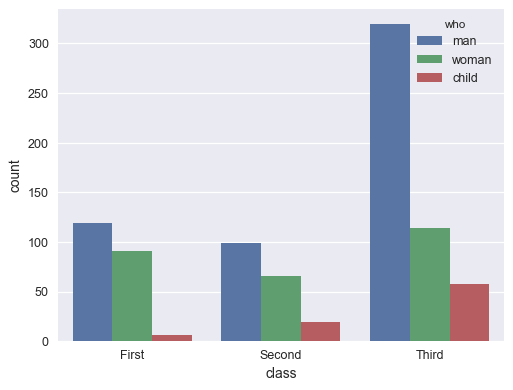 who
man
woman
child
300
250
200
150
100
50
0
count
First Second Third
class